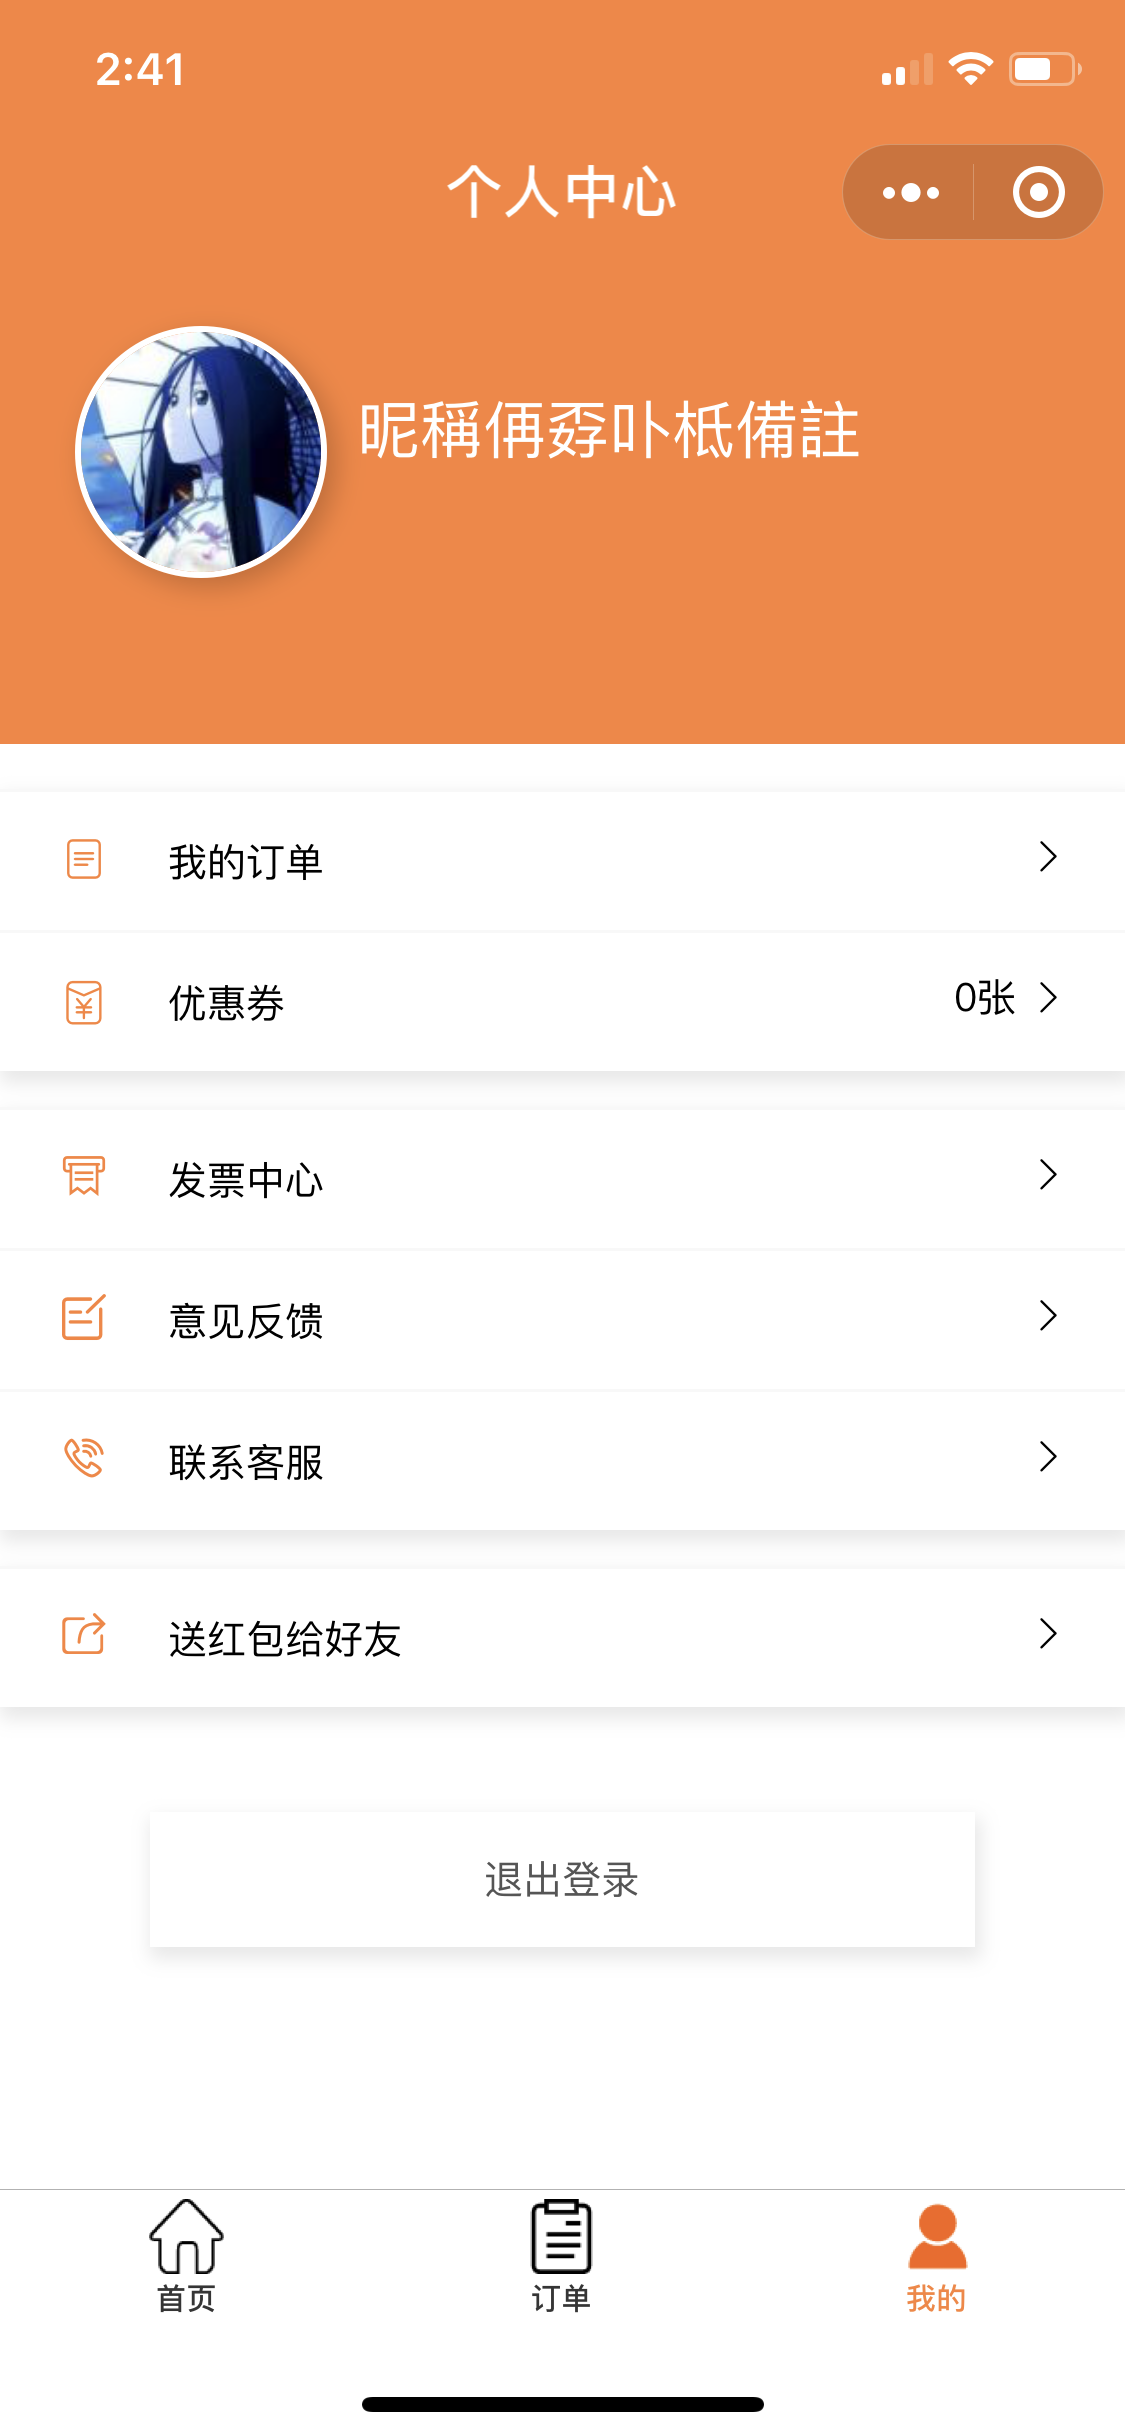 2:41
个人中心
昵稱侢孬卟柢備註
我的订单
优惠券 0张
发票中心
意见反馈
联系客服
送红包给好友
退出登录
首页 订单 我的